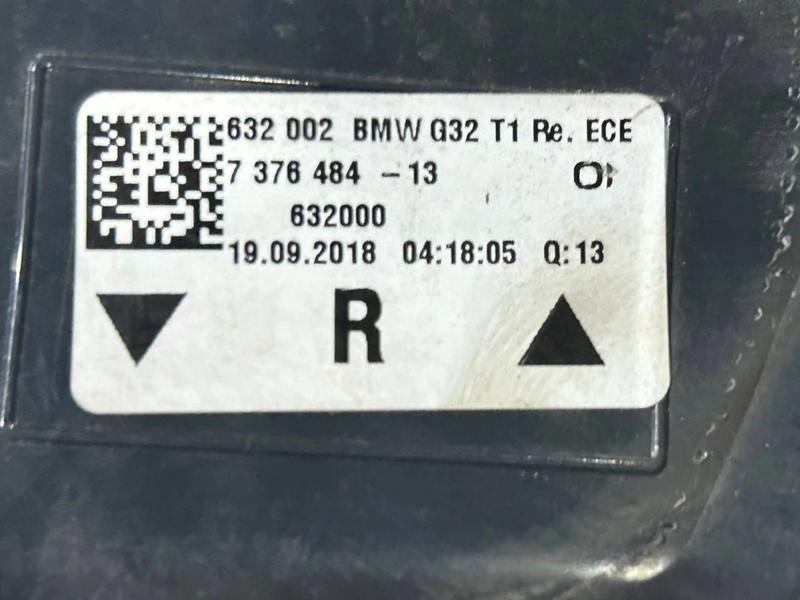 632 002 BMW G32 T1 Re. ECE
7 376 484 -13
632000
19.09.2018 04:18:05 Q:13
R